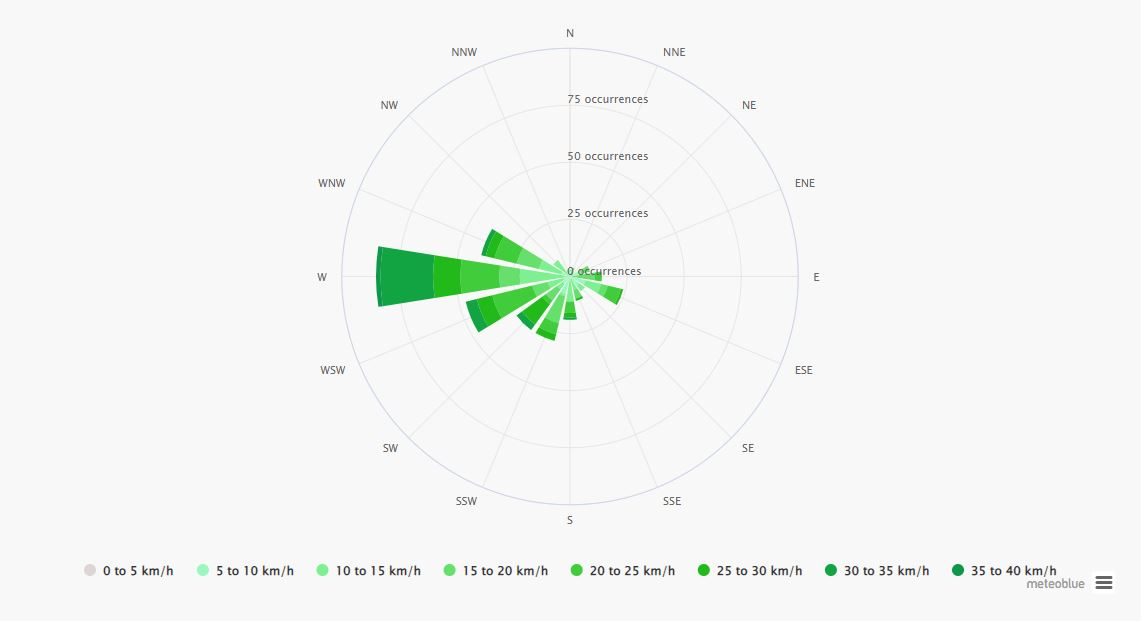 N
NNW
NNE
NW
NE
75 occurrences
50 occurrences
WNW
ENE
25 occurrences
0 occurrences
W
E
WSW
ESE
SW
SE
SSW
SSE
S
0 to 5 km/h 5 to 10 km/h 10 to 15 km/h 15 to 20 km/h 20 to 25 km/h 25 to 30 km/h 30 to 35 km/h 35 to 40 km/h
meteoblue